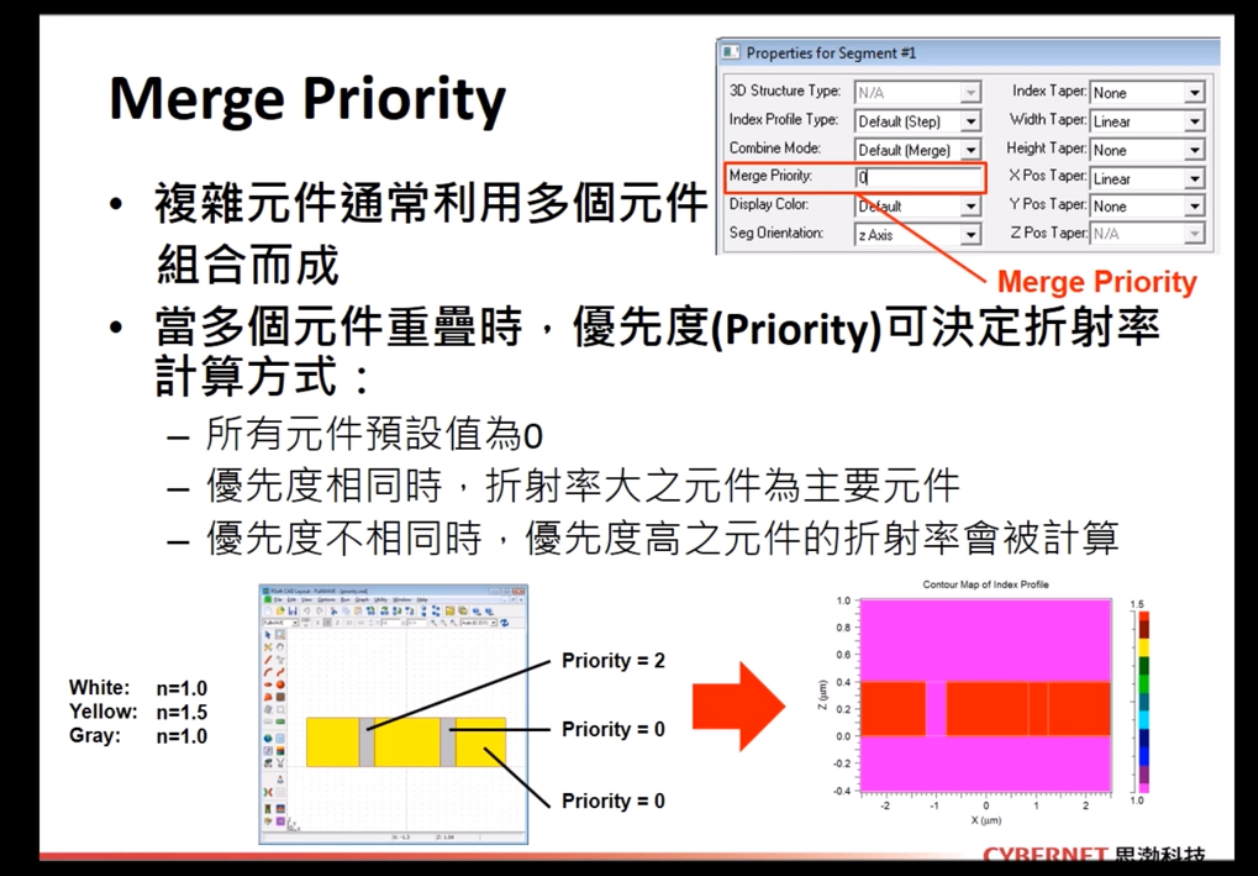 Merge Priority
Properties for Segment #1
3D Structure Type: N/A Index Taper: None
Index Profile Type: Default (Step) Width Taper: Linear
Combine Mode: Default (Merge) Height Taper: None
Merge Priority: 0 X Pos Taper: Linear
Display Color: Default Y Pos Taper: None
Seg Orientation: z Axis Z Pos Taper: N/A
Merge Priority
• 複雜元件通常利用多個元件
組合而成
• 當多個元件重疊時，優先度(Priority)可決定折射率
計算方式：
– 所有元件預設值為0
– 優先度相同時，折射率大之元件為主要元件
– 優先度不相同時，優先度高之元件的折射率會被計算
White: n=1.0
Yellow: n=1.5
Gray: n=1.0
Priority = 2
Priority = 0
Priority = 0
Contour Map of Index Profile
1.0
0.8
0.6
0.4
0.2
0.0
-0.2
-0.4
Z (μm)
-2 -1 0 1 2
X (μm)
1.5
1.0
CYBERNET 思渤科技